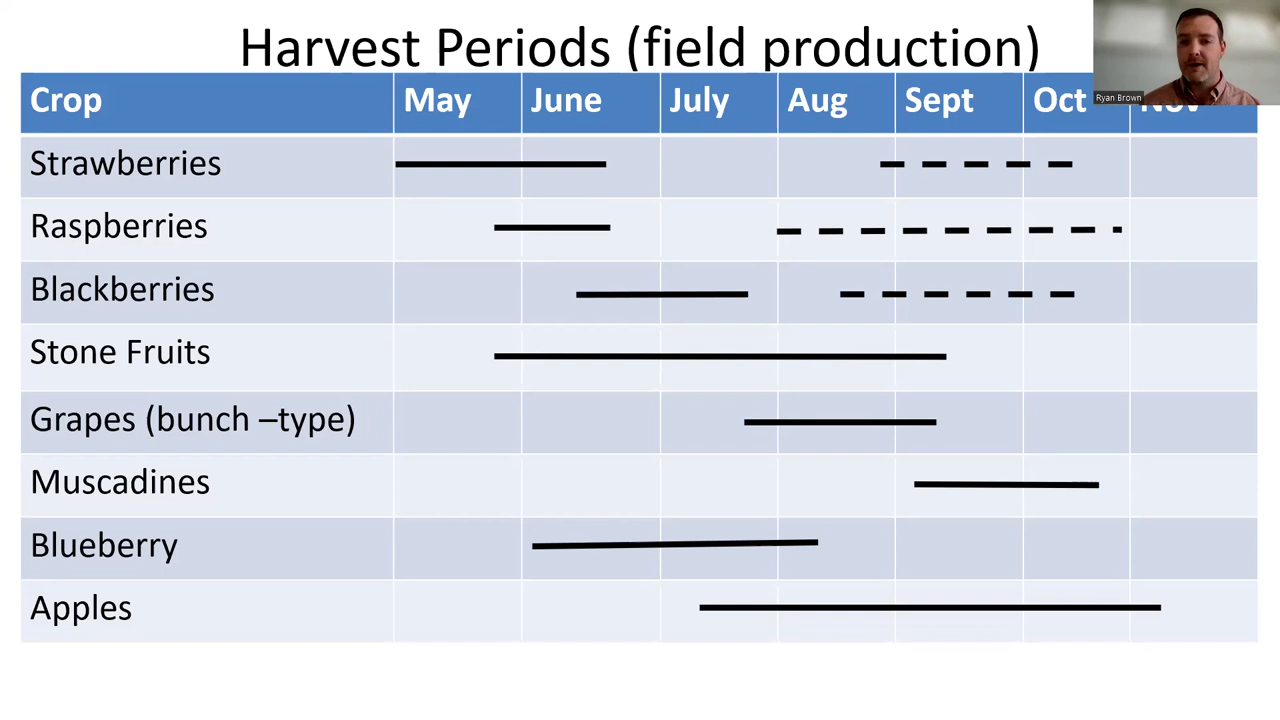 Harvest Periods (field production)
Ryan Brown
Crop May June July Aug Sept Oct Nov
Strawberries
Raspberries
Blackberries
Stone Fruits
Grapes (bunch –type)
Muscadines
Blueberry
Apples